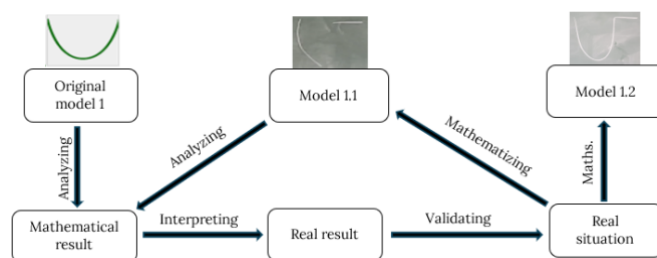 Original
model 1
Model 1.1
Model 1.2
Analyzing
Analyzing
Mathematizing
Maths.
Mathematical
result
Interpreting
Real result
Validating
Real
situation